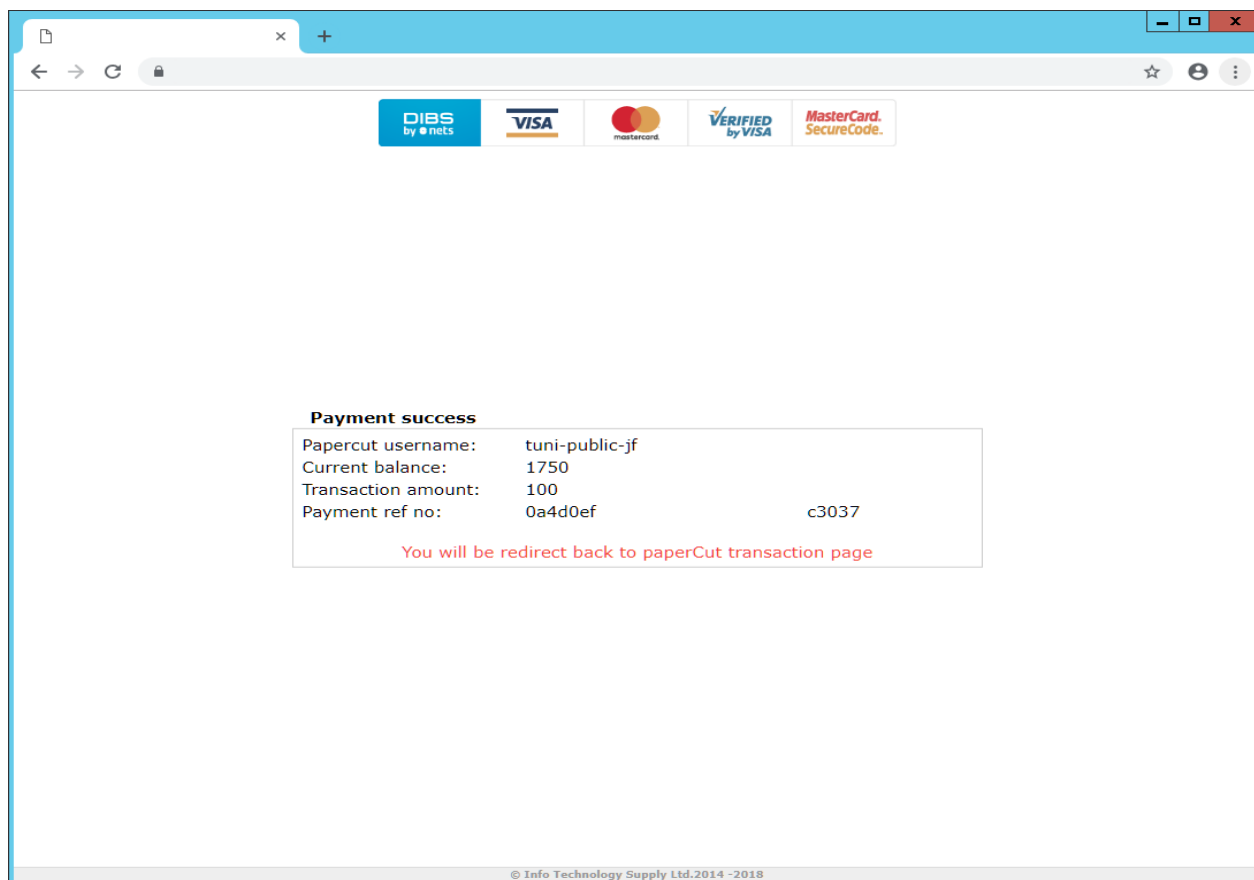 DIBS
by nets
VISA
mastercard.
VERIFIED
by VISA
MasterCard.
SecureCode.
Payment success
Papercut username: tuni-public-jf
Current balance: 1750
Transaction amount: 100
Payment ref no: 0a4d0ef c3037
You will be redirect back to paperCut transaction page
© Info Technology Supply Ltd.2014 -2018